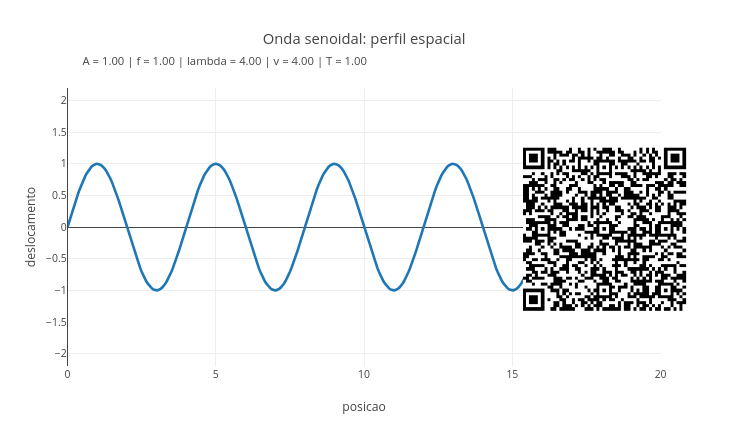 Onda senoidal: perfil espacial
A = 1.00 | f = 1.00 | lambda = 4.00 | v = 4.00 | T = 1.00
2
1.5
1
0.5
0
−0.5
−1
−1.5
−2
deslocamento
0 5 10 15 20
posicao